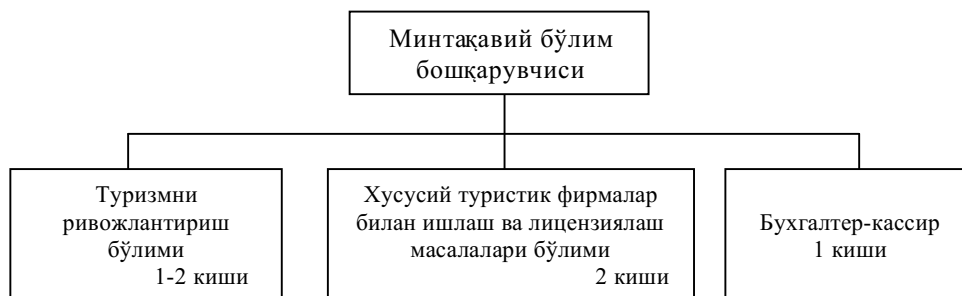 Минтақавий бўлим
бошқарувчиси
Туризмни
ривожлантириш
бўлими
1-2 киши
Хусусий туристик фирмалар
билан ишлаш ва лицензиялаш
масалалари бўлими
2 киши
Бухгалтер-кассир
1 киши